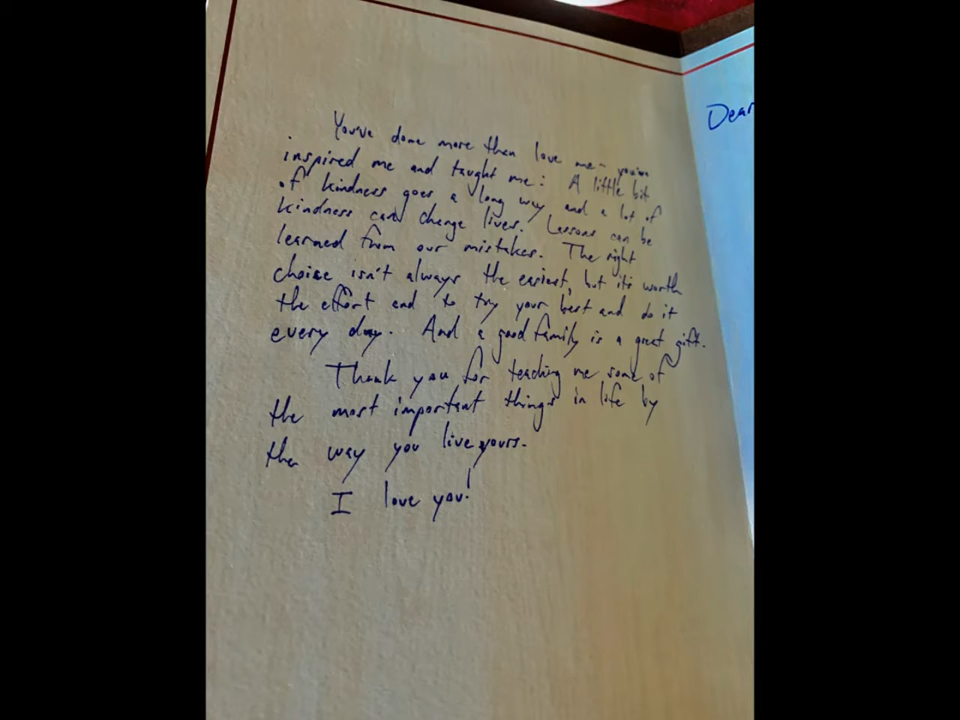 You've done more than love me - you've
inspired me and taught me: A little bit
of kindness goes a long way and a lot of
kindness can change lives. Lessons can be
learned from our mistakes. The right
choice isn't always the easiest, but it's worth
the effort and to try your best and do it
every day. And a good family is a great gift.
Thank you for teaching me some of
the most important things in life by
the way you live yours.
I love you!
Dear